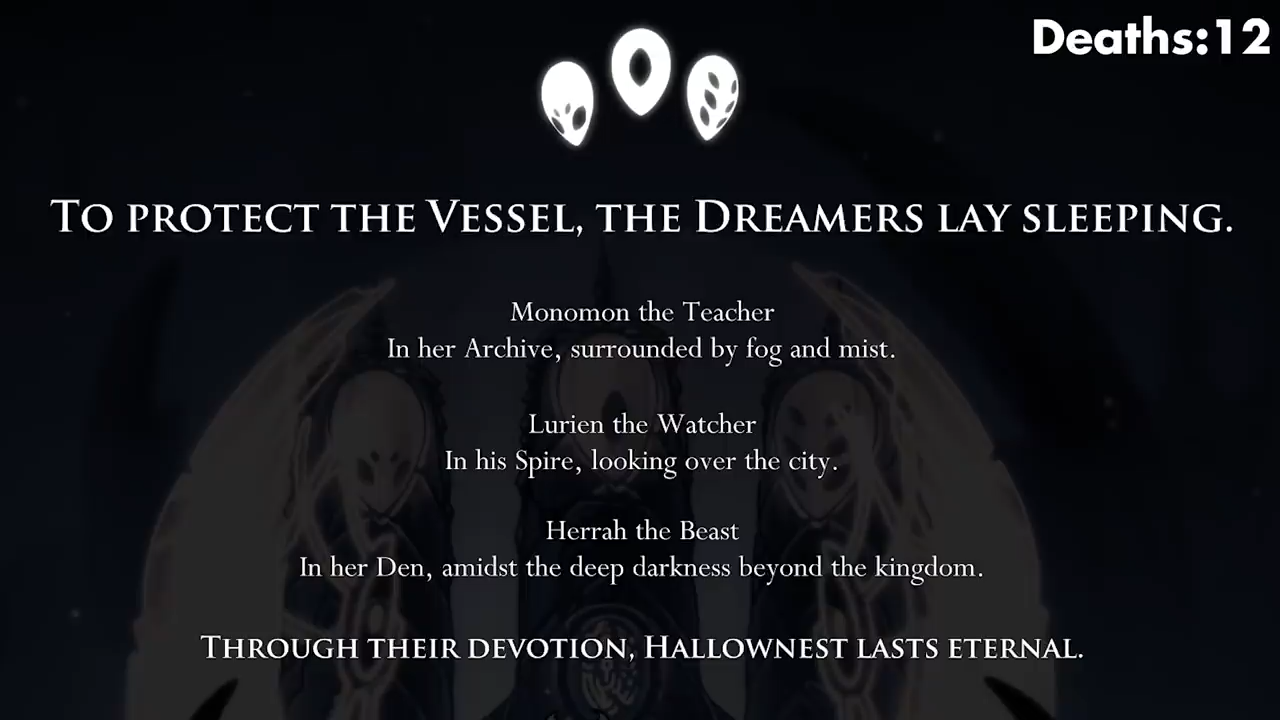 Deaths:12
To protect the Vessel, the Dreamers lay sleeping.
Monomon the Teacher
In her Archive, surrounded by fog and mist.
Lurien the Watcher
In his Spire, looking over the city.
Herrah the Beast
In her Den, amidst the deep darkness beyond the kingdom.
Through their devotion, Hallownest lasts eternal.